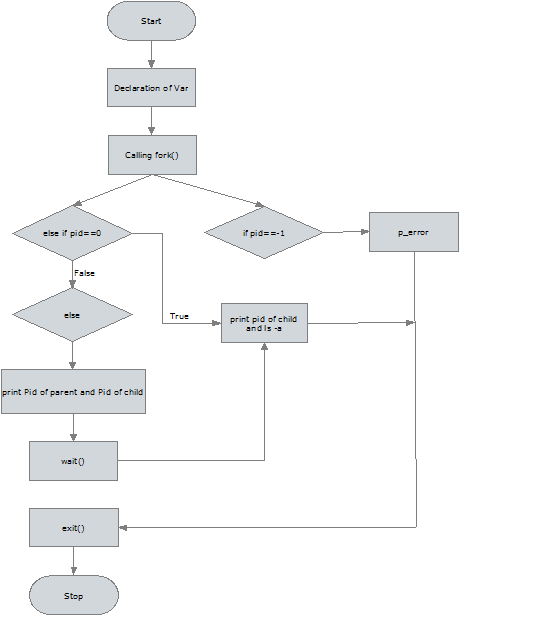 Start
Declaration of Var
Calling fork()
else if pid==0
if pid==-1
p_error
False
else
True
print pid of child
and ls -a
print Pid of parent and Pid of child
wait()
exit()
Stop